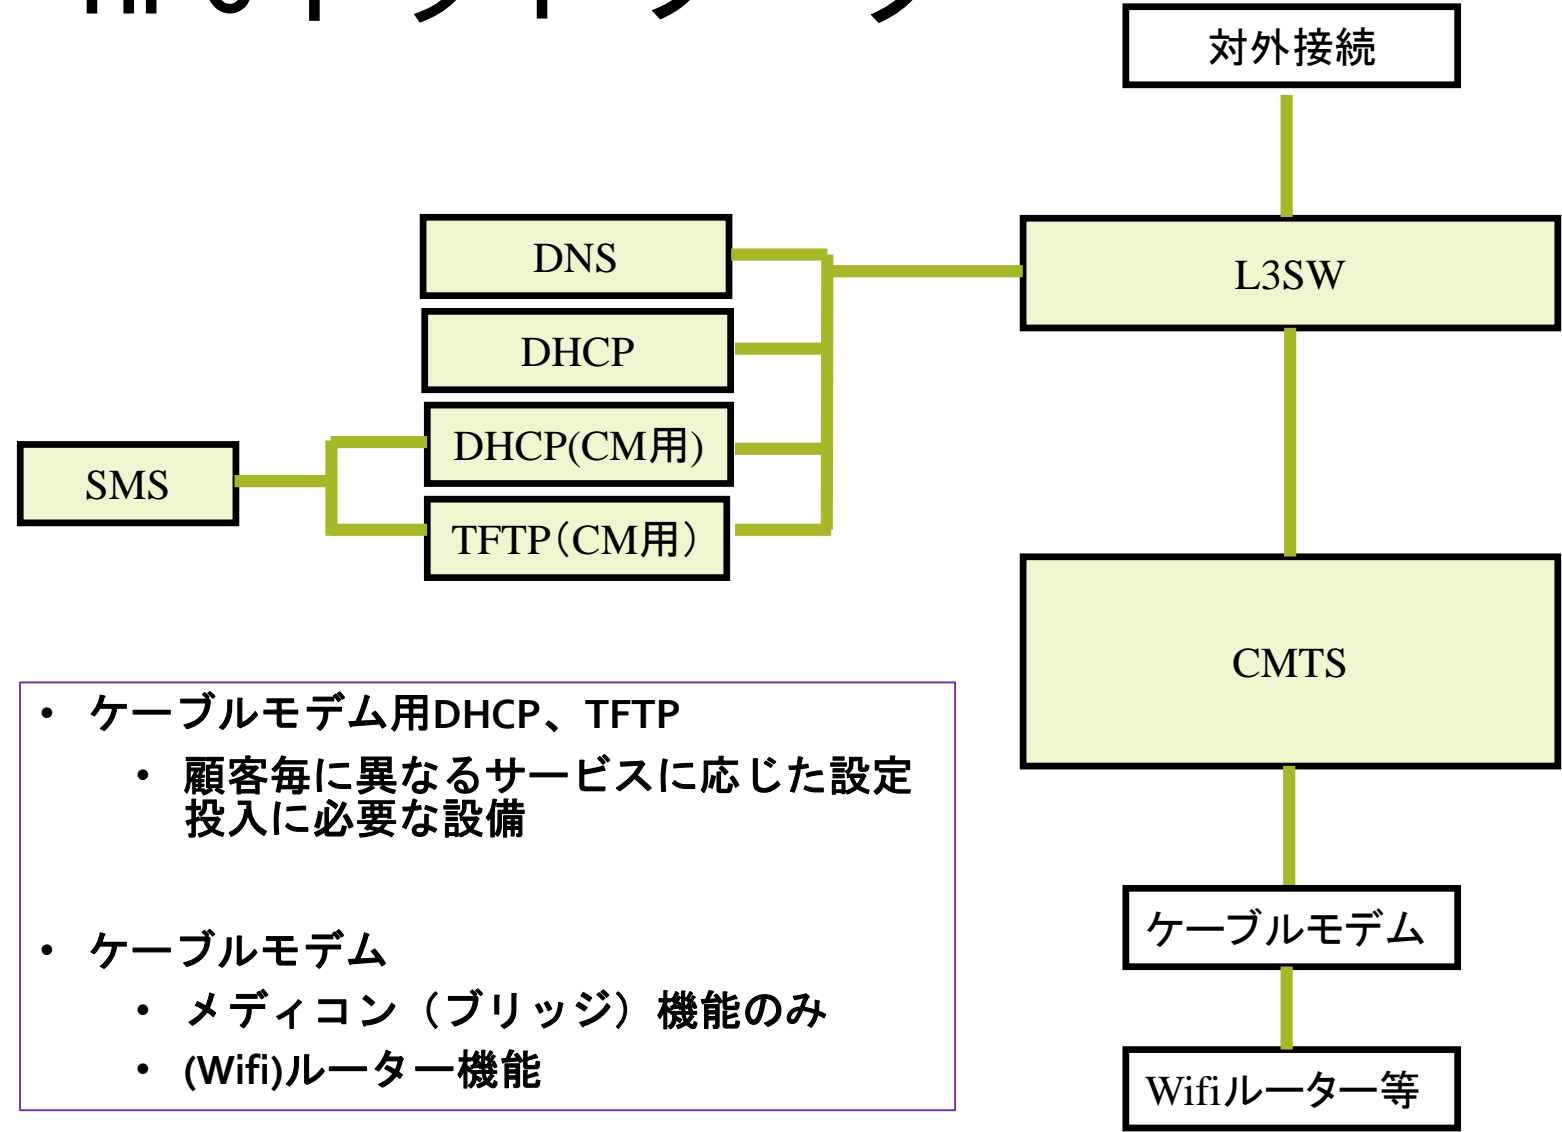 対外接続
DNS
L3SW
DHCP
DHCP(CM用)
SMS
TFTP（CM用）
CMTS
• ケーブルモデム用DHCP、TFTP
• 顧客毎に異なるサービスに応じた設定
投入に必要な設備
• ケーブルモデム
• メディコン（ブリッジ）機能のみ
• (Wifi)ルーター機能
ケーブルモデム
Wifiルーター等